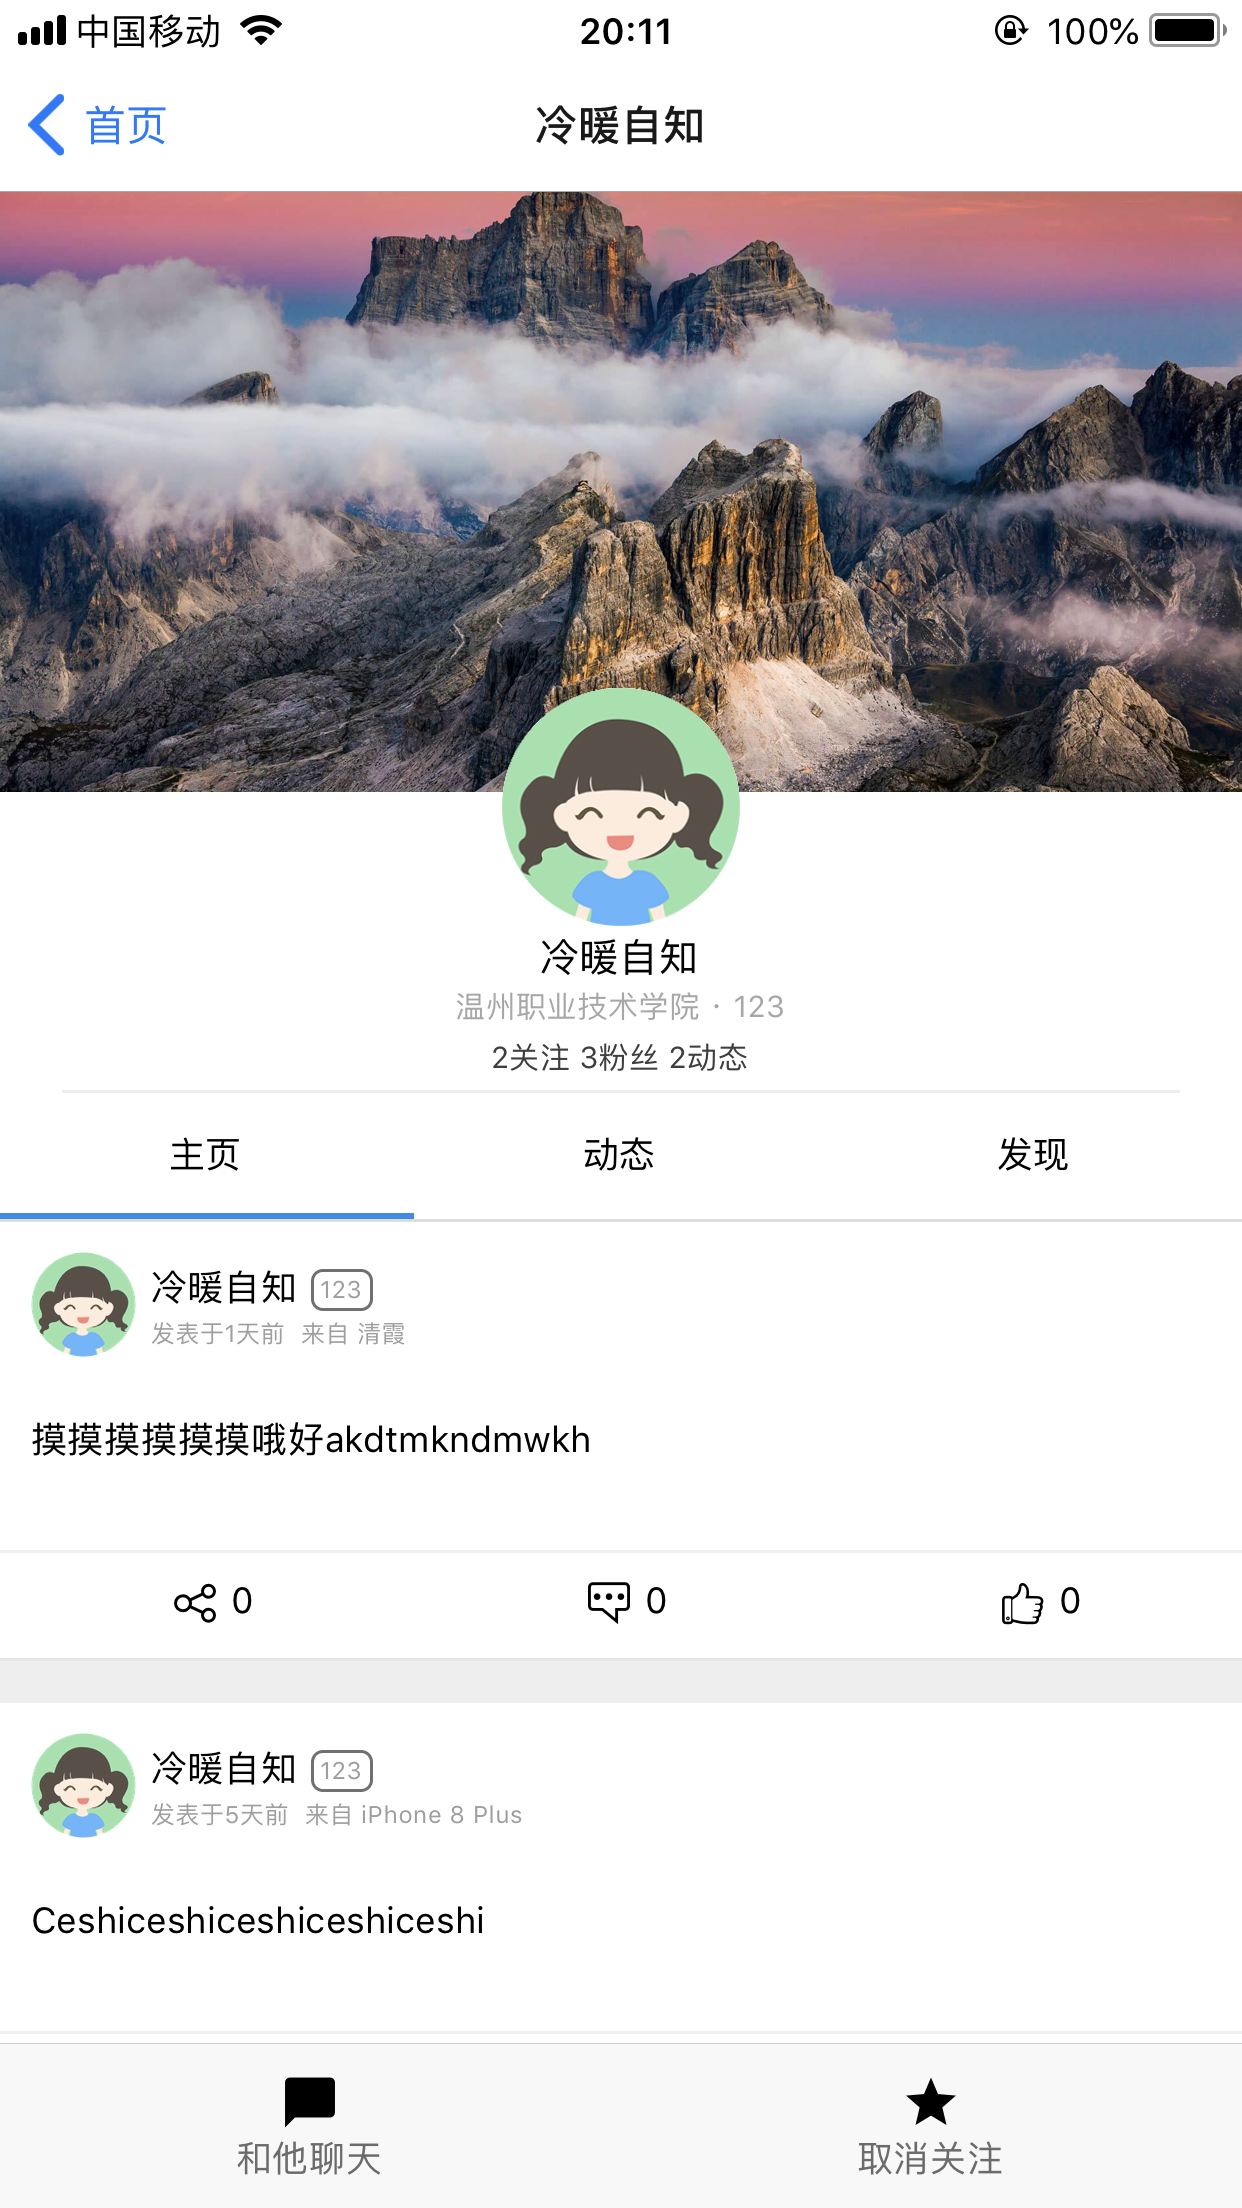 中国移动 20:11 100%
首页 冷暖自知
冷暖自知
温州职业技术学院 · 123
2关注 3粉丝 2动态
主页 动态 发现
冷暖自知 123
发表于1天前 来自 清霞
摸摸摸摸摸摸哦好akdtmkndmwkh
0 0 0
冷暖自知 123
发表于5天前 来自 iPhone 8 Plus
Ceshiceshiceshiceshiceshi
和他聊天 取消关注